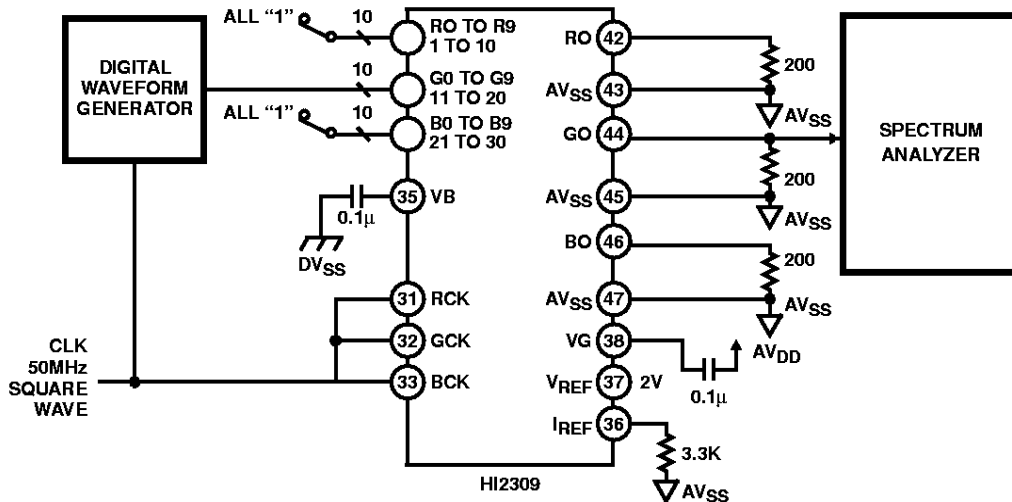 ALL “1”
10
RO TO R9
1 TO 10
DIGITAL
WAVEFORM
GENERATOR
10
G0 TO G9
11 TO 20
ALL “1”
10
B0 TO B9
21 TO 30
35
VB
0.1µ
DVSS
31
RCK
32
GCK
33
BCK
CLK
50MHz
SQUARE
WAVE
RO
42
200
AVSS
43
AVSS
GO
44
SPECTRUM
ANALYZER
200
AVSS
45
AVSS
BO
46
200
AVSS
47
AVSS
VG
38
AVDD
0.1µ
VREF
37
2V
IREF
36
3.3K
AVSS
HI2309